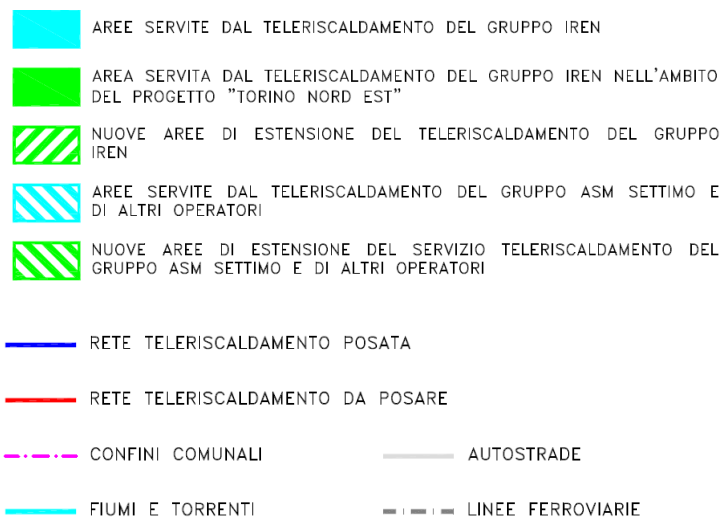 AREE SERVITE DAL TELERISCALDAMENTO DEL GRUPPO IREN
AREA SERVITA DAL TELERISCALDAMENTO DEL GRUPPO IREN NELL'AMBITO
DEL PROGETTO "TORINO NORD EST"
NUOVE AREE DI ESTENSIONE DEL TELERISCALDAMENTO DEL GRUPPO
IREN
AREE SERVITE DAL TELERISCALDAMENTO DEL GRUPPO ASM SETTIMO E
DI ALTRI OPERATORI
NUOVE AREE DI ESTENSIONE DEL SERVIZIO TELERISCALDAMENTO DEL
GRUPPO ASM SETTIMO E DI ALTRI OPERATORI
RETE TELERISCALDAMENTO POSATA
RETE TELERISCALDAMENTO DA POSARE
CONFINI COMUNALI
AUTOSTRADE
FIUMI E TORRENTI
LINEE FERROVIARIE